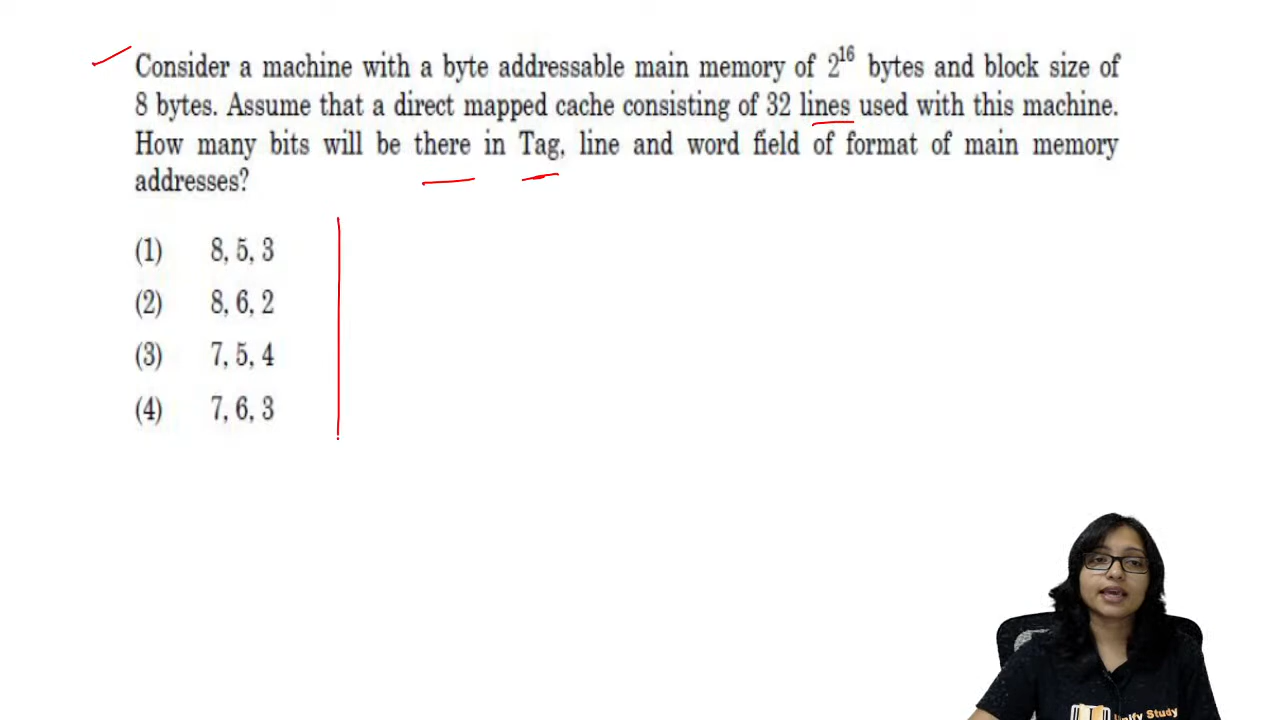 Consider a machine with a byte addressable main memory of 2^16 bytes and block size of
8 bytes. Assume that a direct mapped cache consisting of 32 lines used with this machine.
How many bits will be there in Tag, line and word field of format of main memory
addresses?
(1) 8, 5, 3
(2) 8, 6, 2
(3) 7, 5, 4
(4) 7, 6, 3
Unify Study